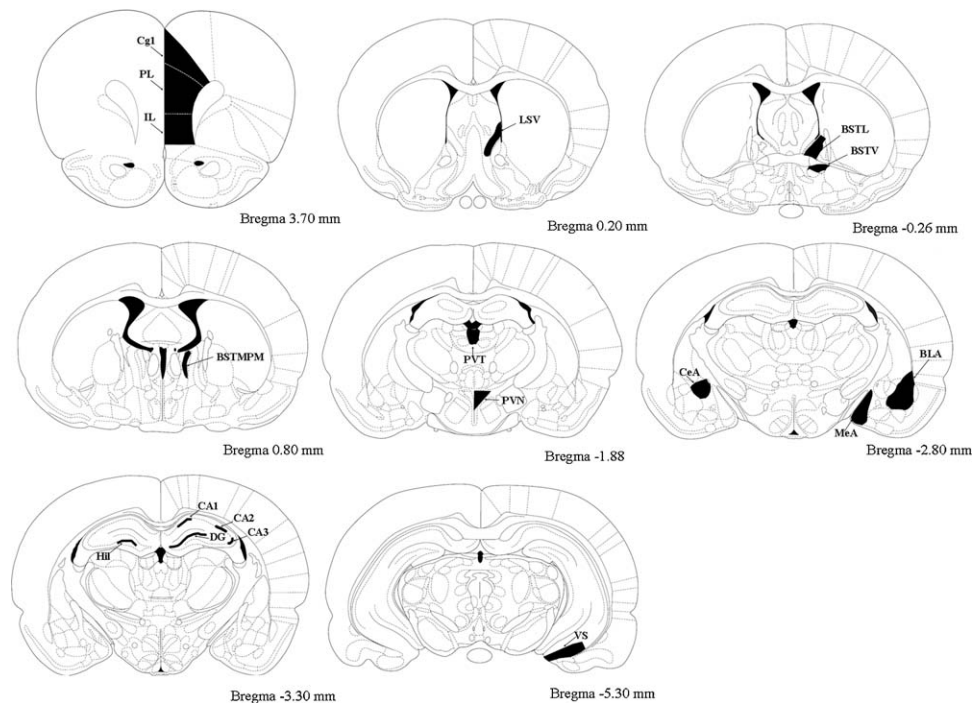 Cg1
PL
IL
Bregma 3.70 mm
LSV
Bregma 0.20 mm
BSTL
BSTV
Bregma -0.26 mm
BSTMPM
Bregma 0.80 mm
PVT
PVN
Bregma -1.88
CeA
BLA
MeA
Bregma -2.80 mm
CA1
CA2
CA3
DG
Hil
Bregma -3.30 mm
VS
Bregma -5.30 mm